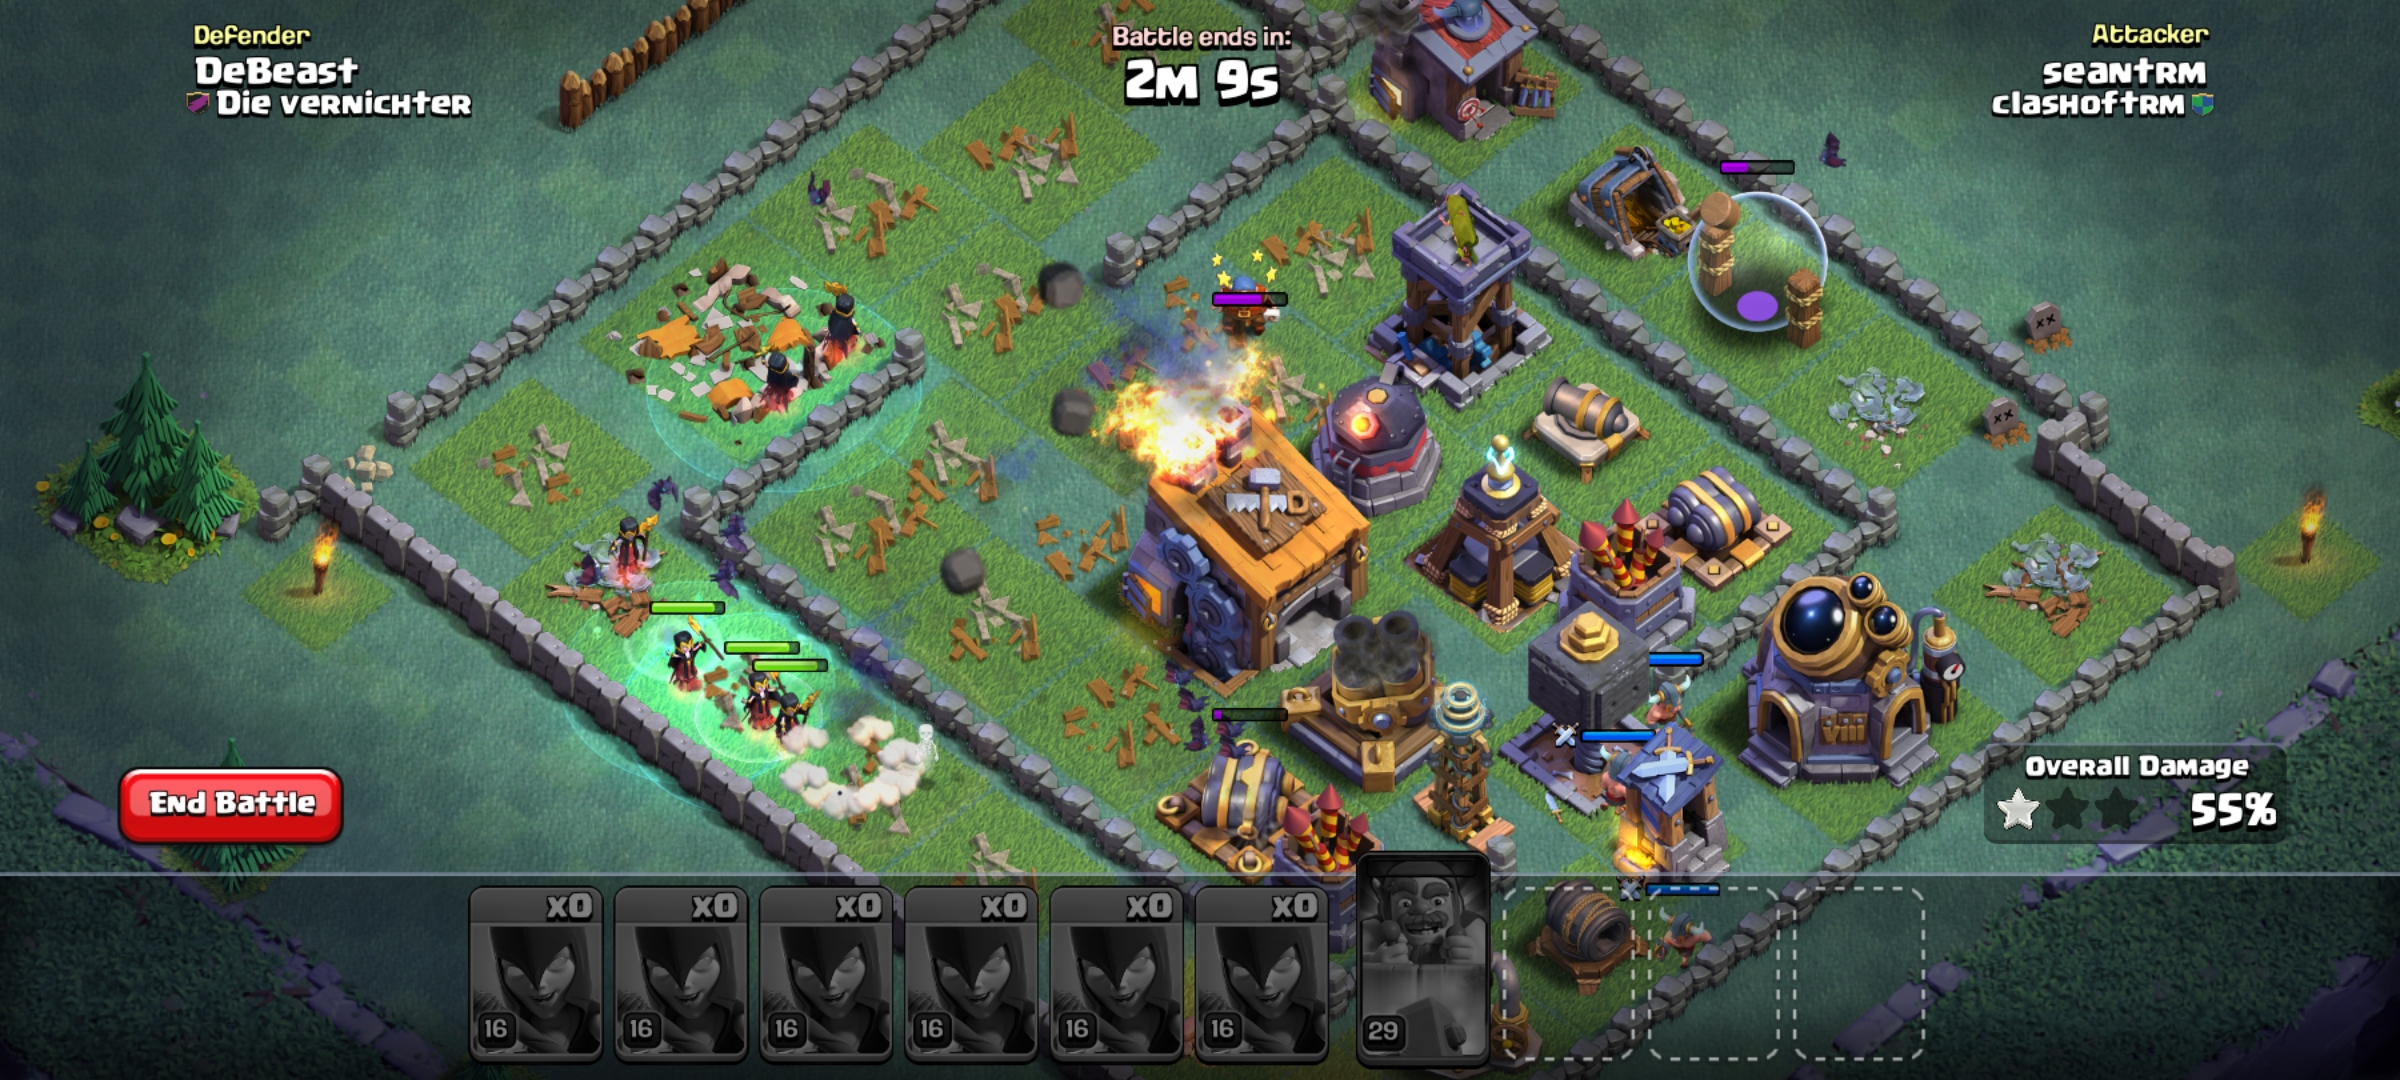 Defender
DeBeast
Die vernichter
Battle ends in:
2M 9s
Attacker
seantrm
clashoftrm
VIII
End Battle
Overall Damage
55%
x0
x0
x0
x0
x0
x0
16
16
16
16
16
16
29